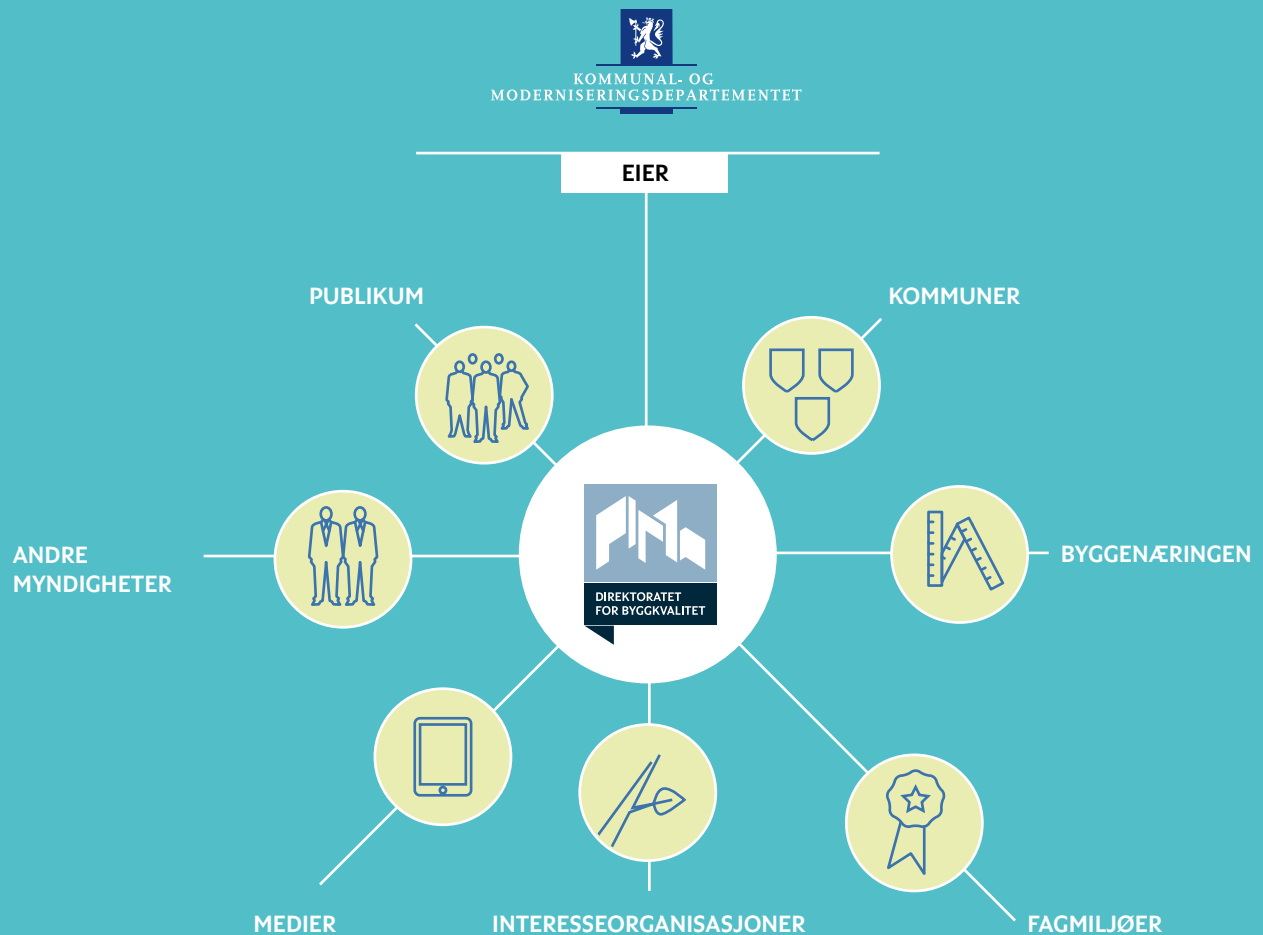 KOMMUNAL- OG
MODERNISERINGSDEPARTEMENTET
EIER
PUBLIKUM
KOMMUNER
ANDRE
MYNDIGHETER
DIREKTORATET
FOR BYGGKVALITET
BYGGENÆRINGEN
MEDIER
INTERESSEORGANISASJONER
FAGMILJØER